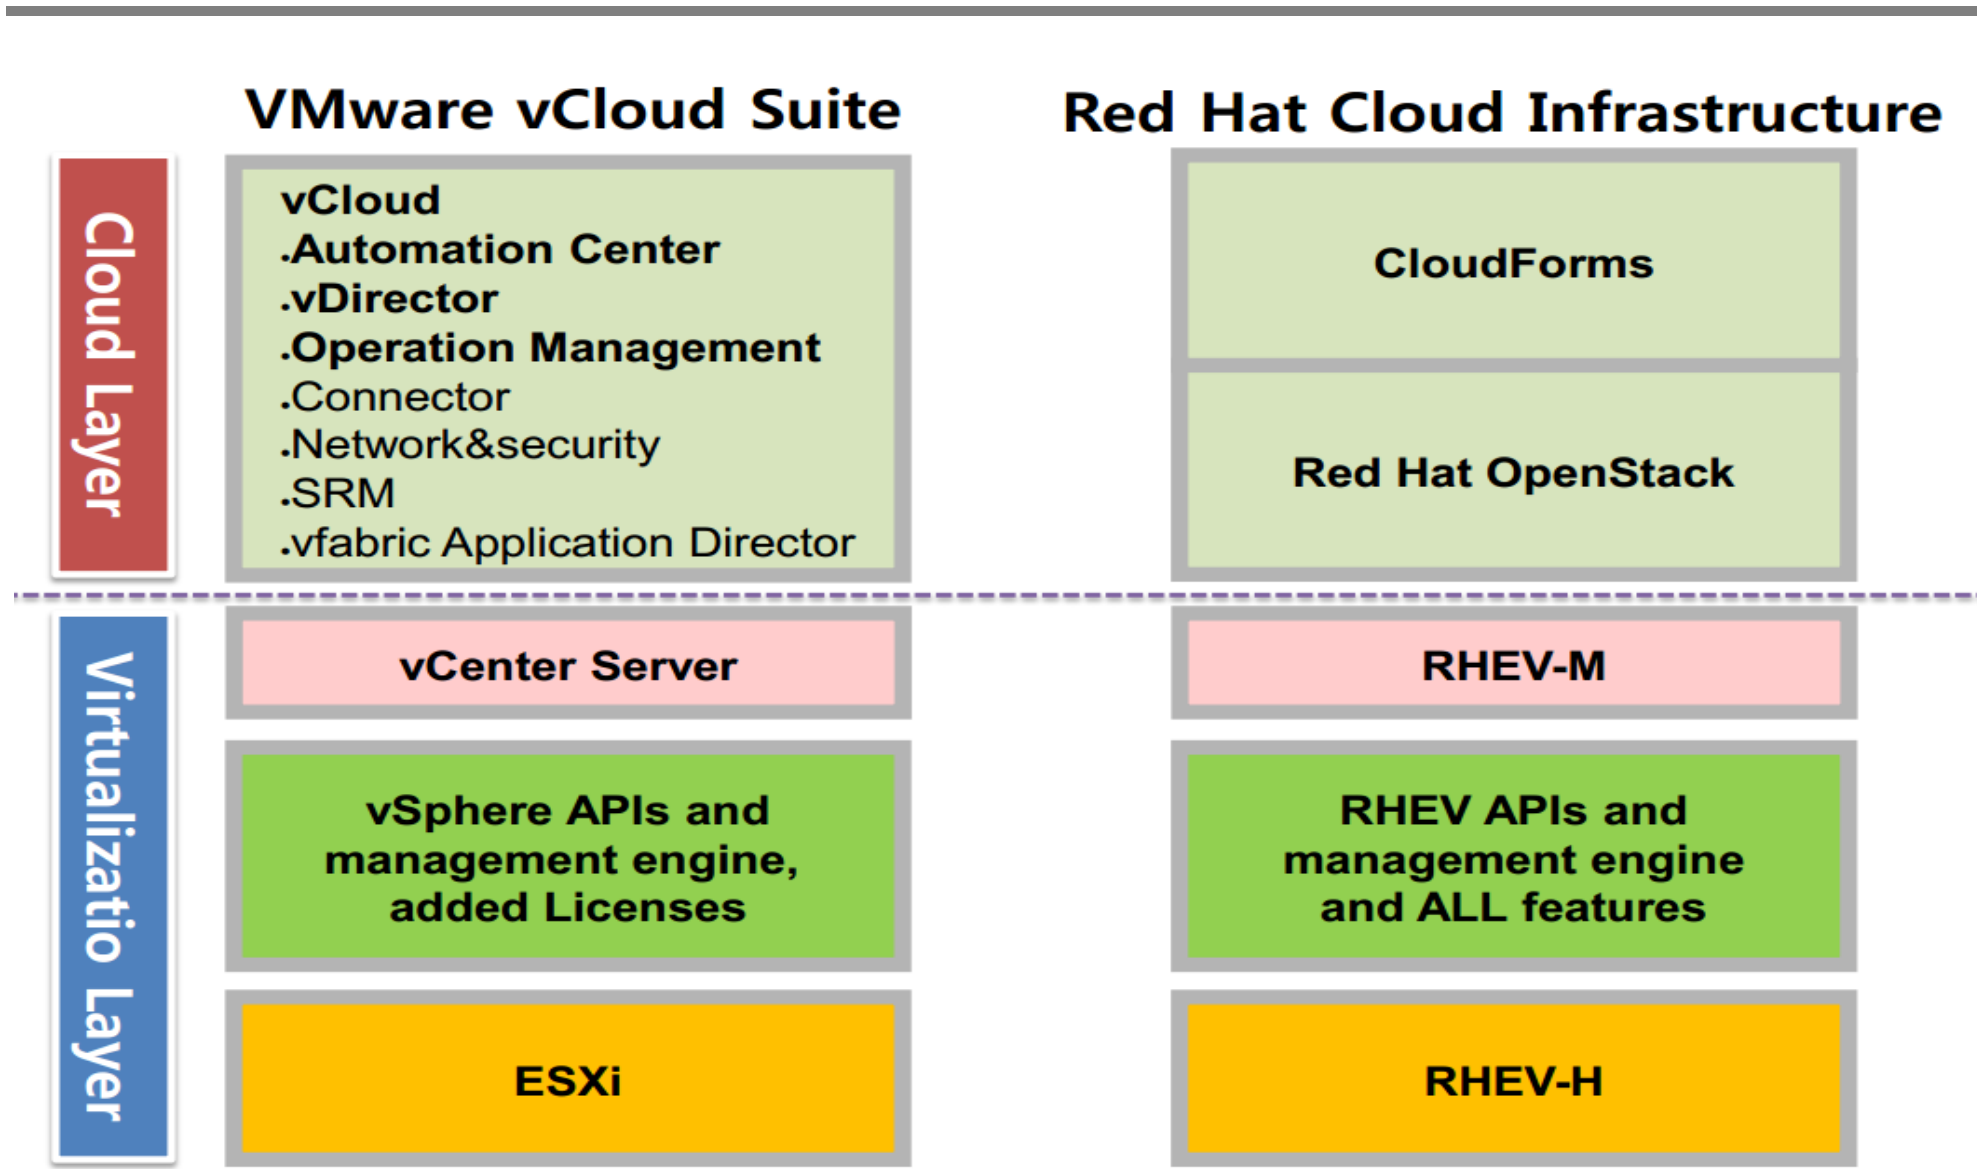 VMware vCloud Suite
Red Hat Cloud Infrastructure
Cloud Layer
vCloud
.Automation Center
.vDirector
.Operation Management
.Connector
.Network&security
.SRM
.vfabric Application Director
CloudForms
Red Hat OpenStack
Virtualizatio Layer
vCenter Server
RHEV-M
vSphere APIs and
management engine,
added Licenses
RHEV APIs and
management engine
and ALL features
ESXi
RHEV-H